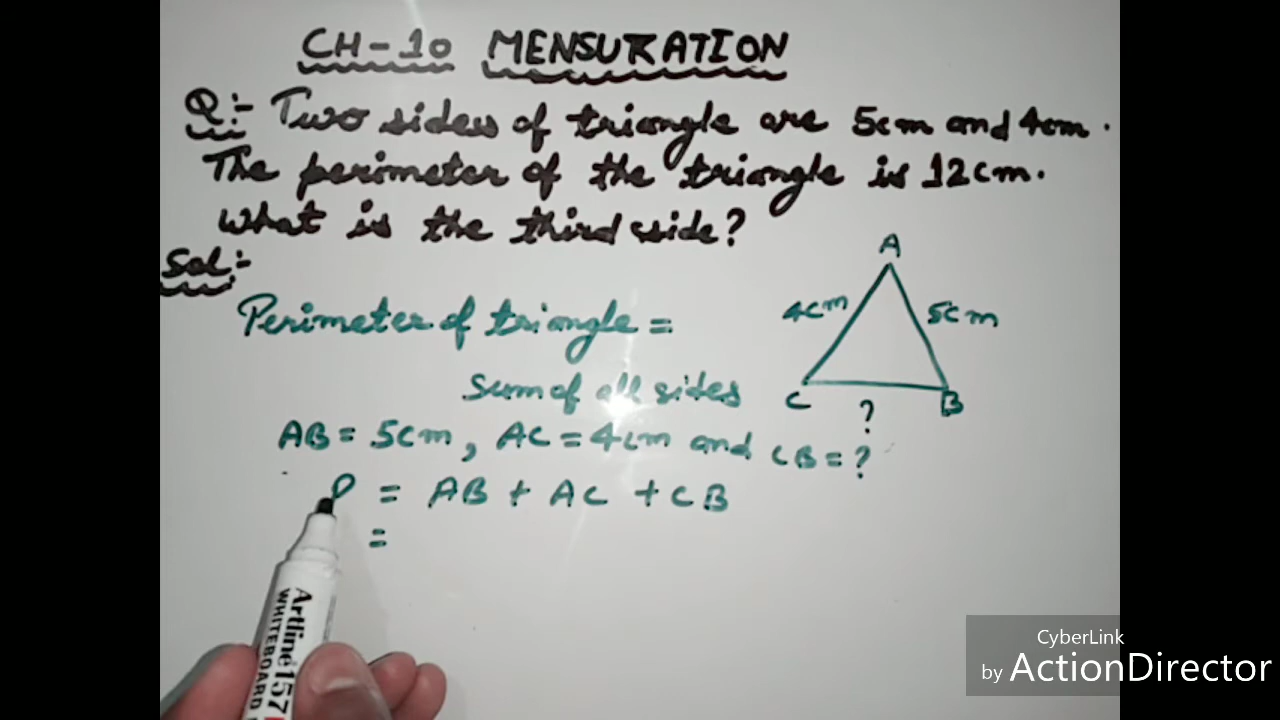 CH-10 MENSURATION
Q:- Two sides of triangle are 5cm and 4cm.
The perimeter of the triangle is 12cm.
What is the third side?
Sol:-
Perimeter of triangle =
Sum of all sides
A
4cm
5cm
C
B
?
AB = 5cm, AC = 4cm and CB = ?
P = AB + AC + CB
=
Artline 157
WHITEBOARD
CyberLink
by ActionDirector